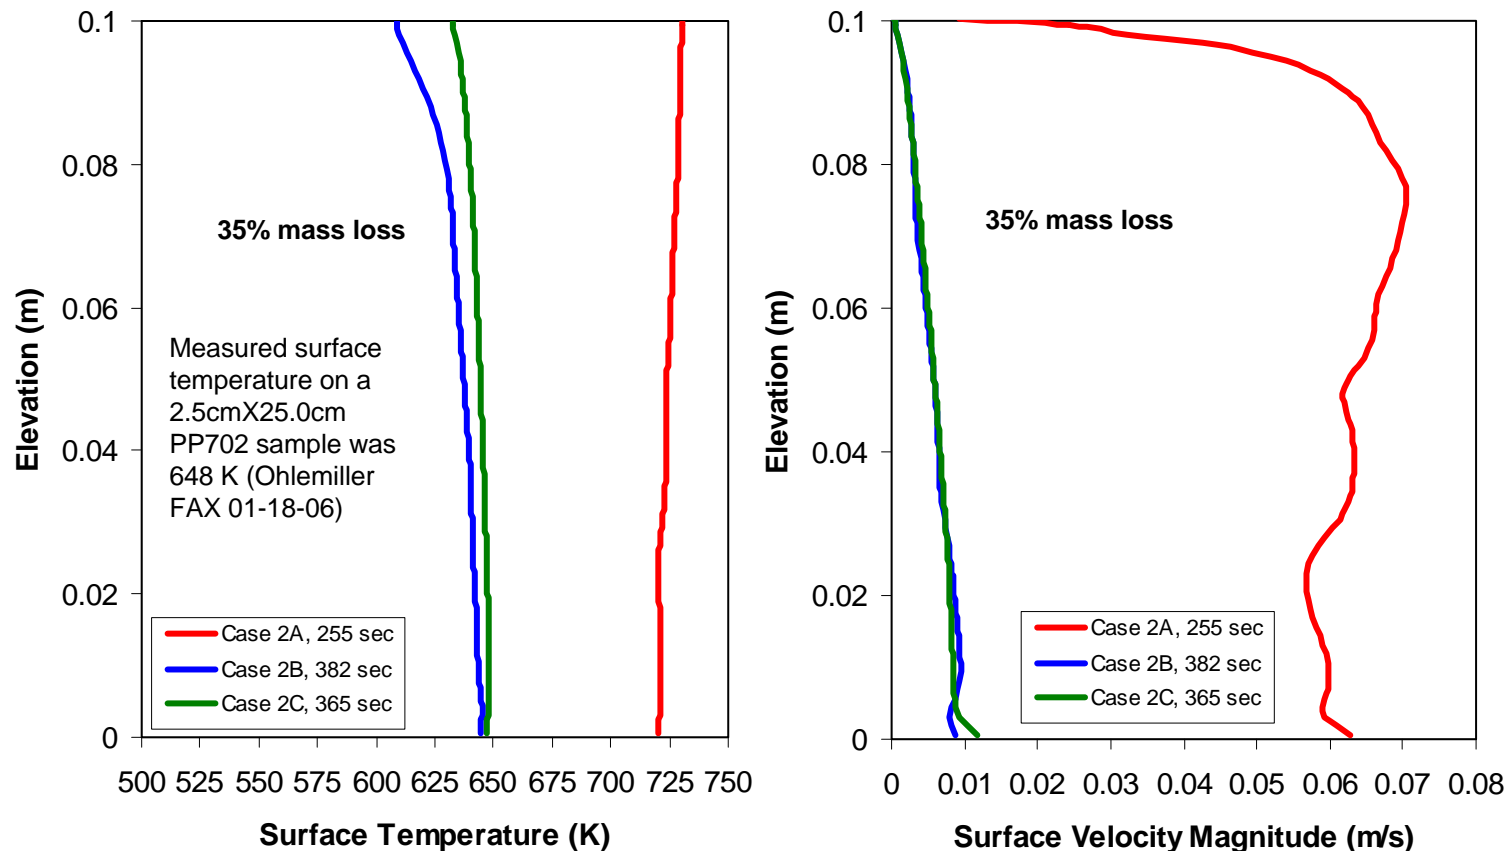 0.1
0.08
0.06
0.04
0.02
0
Elevation (m)
35% mass loss
Measured surface
temperature on a
2.5cmX25.0cm
PP702 sample was
648 K (Ohlemiller
FAX 01-18-06)
Case 2A, 255 sec
Case 2B, 382 sec
Case 2C, 365 sec
500 525 550 575 600 625 650 675 700 725 750
Surface Temperature (K)
0.1
0.08
0.06
0.04
0.02
0
Elevation (m)
35% mass loss
Case 2A, 255 sec
Case 2B, 382 sec
Case 2C, 365 sec
0 0.01 0.02 0.03 0.04 0.05 0.06 0.07 0.08
Surface Velocity Magnitude (m/s)